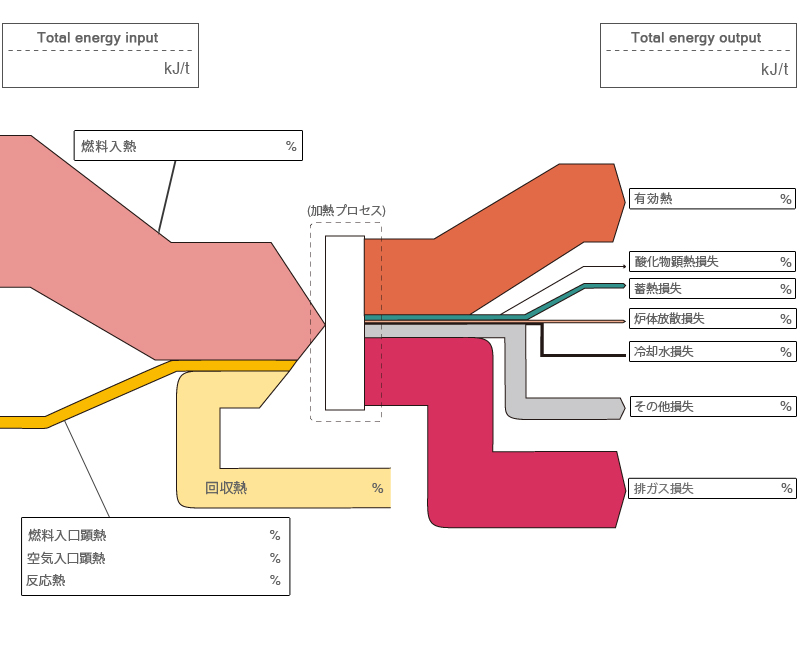 Total energy input
kJ/t
Total energy output
kJ/t
燃料入熱 %
(加熱プロセス)
有効熱 %
酸化物顕熱損失 %
蓄熱損失 %
炉体放散損失 %
冷却水損失 %
その他損失 %
回収熱 %
排ガス損失 %
燃料入口顕熱 %
空気入口顕熱 %
反応熱 %